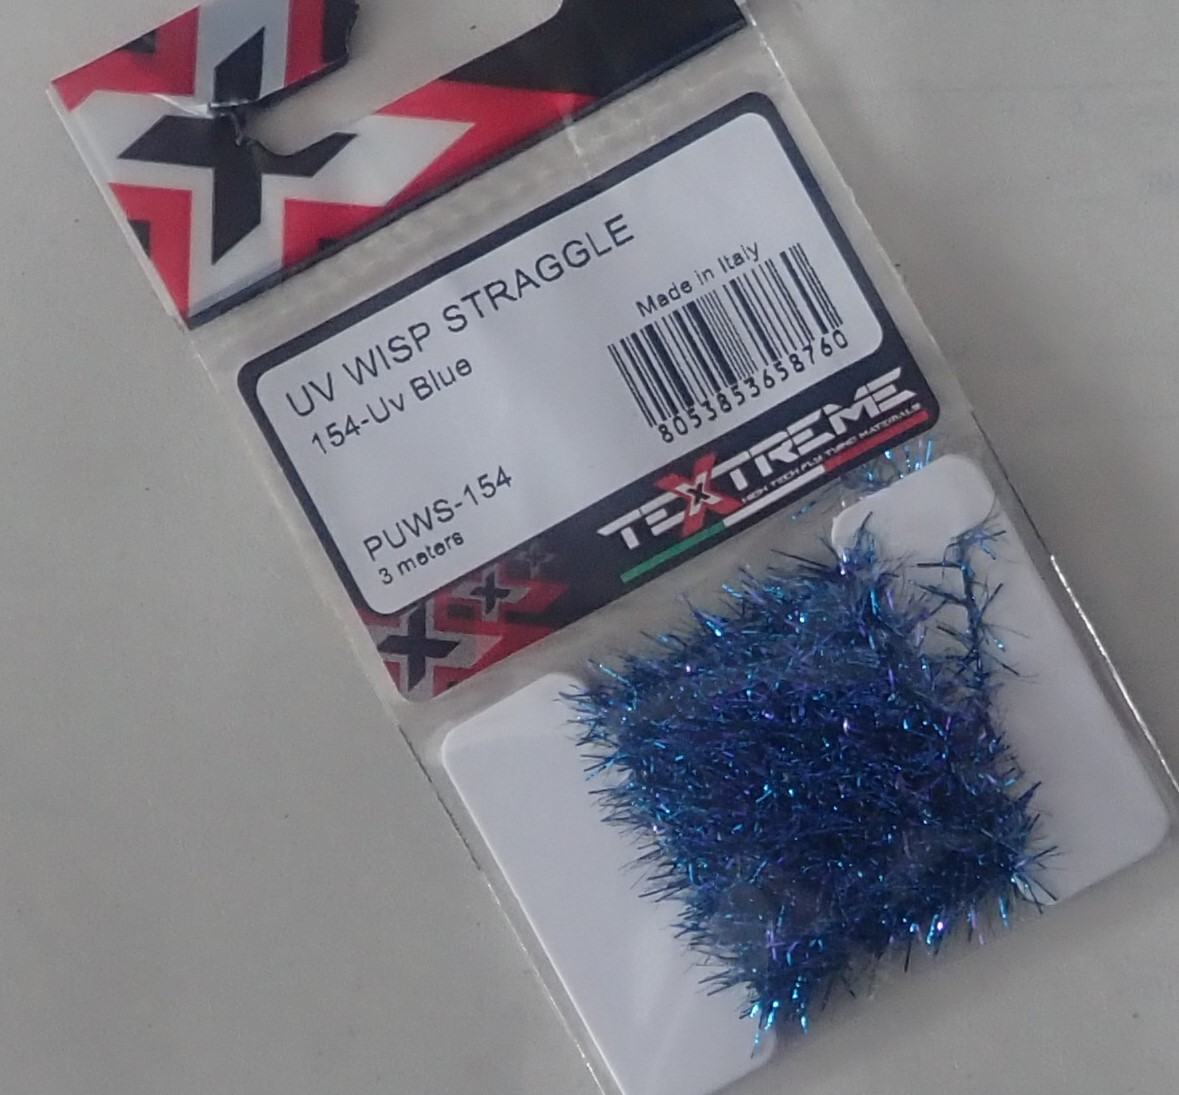 UV WISP STRAGGLE
154-Uv Blue
Made in Italy
8053853658760
PUWS-154
3 meters
TEXTREME
HIGH TECH FLY TYING MATERIALS